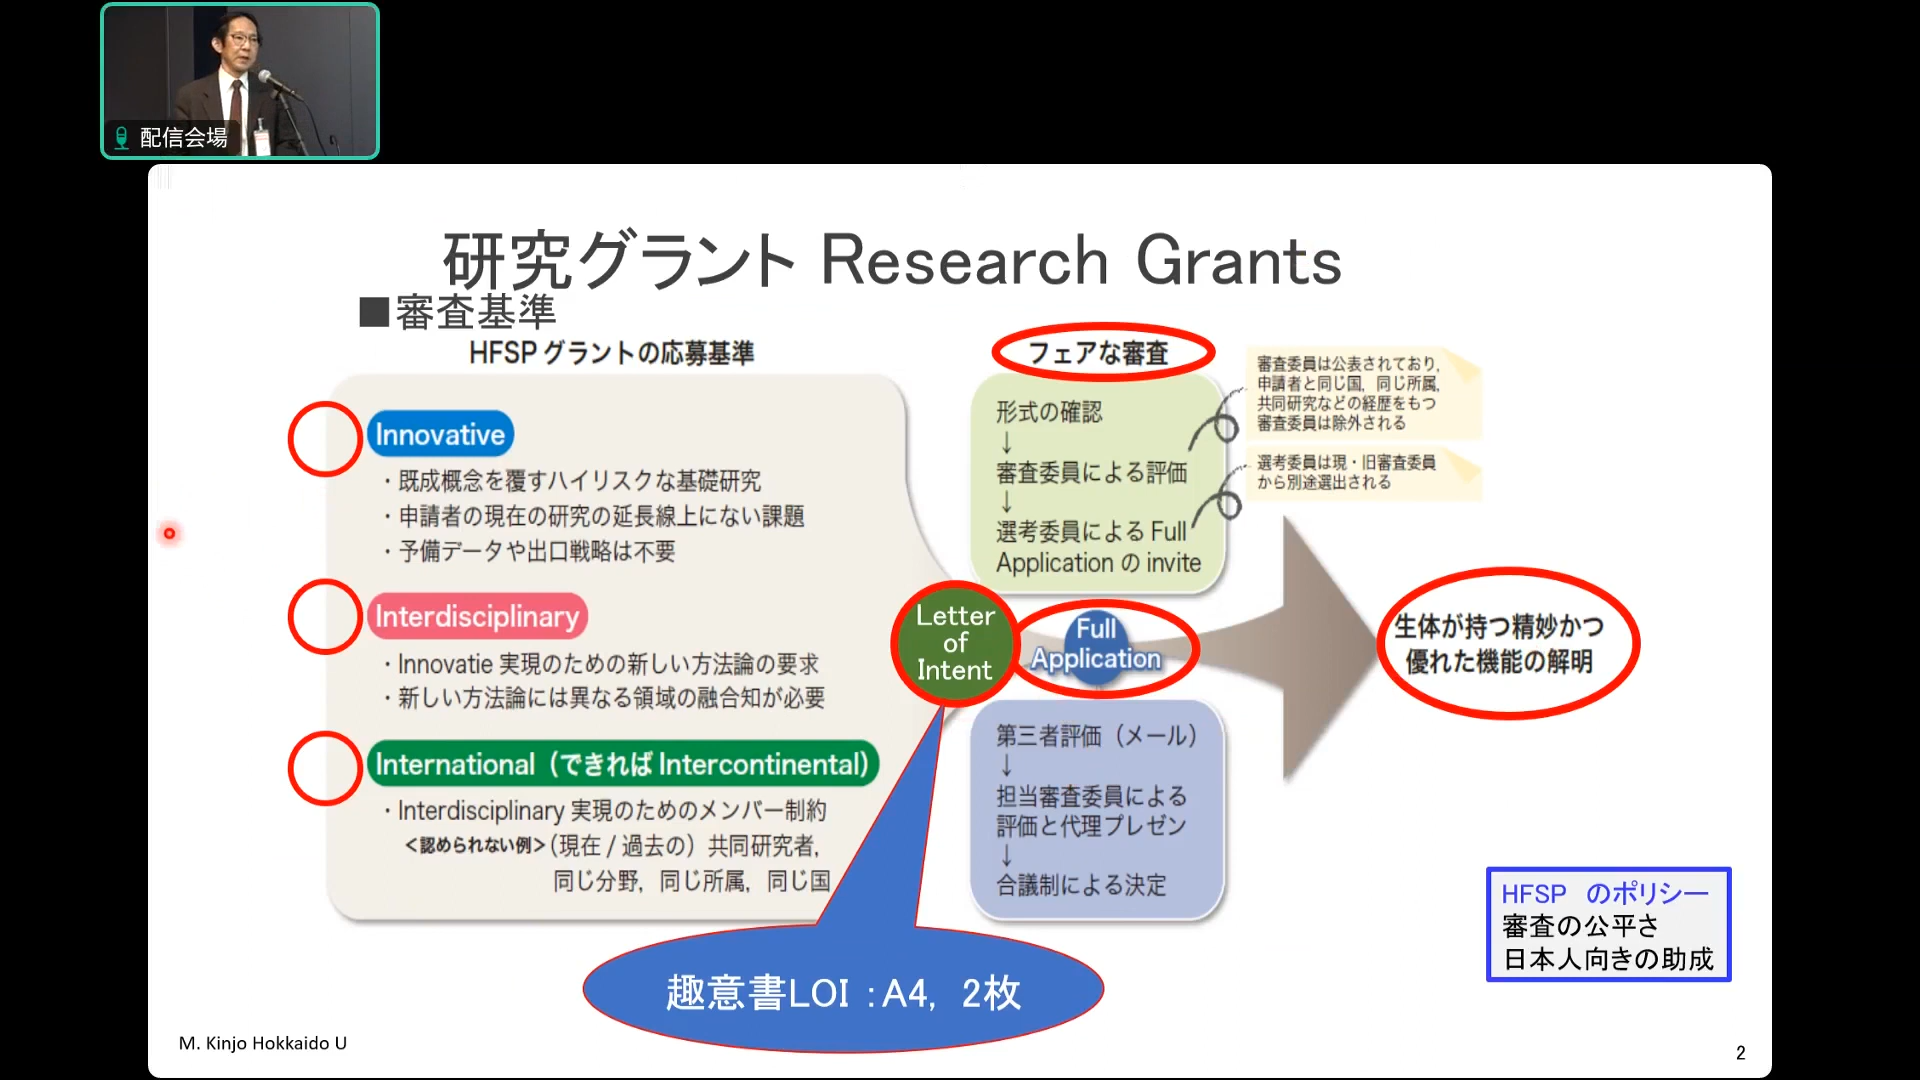 配信会場
研究グラント Research Grants
■審査基準
HFSP グラントの応募基準
Innovative
・既成概念を覆すハイリスクな基礎研究
・申請者の現在の研究の延長線上にない課題
・予備データや出口戦略は不要
Interdisciplinary
・Innovatie 実現のための新しい方法論の要求
・新しい方法論には異なる領域の融合知が必要
International（できれば Intercontinental）
・Interdisciplinary 実現のためのメンバー制約
＜認められない例＞（現在 / 過去の）共同研究者，
同じ分野，同じ所属，同じ国
フェアな審査
形式の確認
↓
審査委員による評価
↓
選考委員による Full
Application の invite
審査委員は公表されており，
申請者と同じ国，同じ所属，
共同研究などの経歴をもつ
審査委員は除外される
選考委員は現・旧審査委員
から別途選出される
Letter
of
Intent
Full
Application
第三者評価（メール）
↓
担当審査委員による
評価と代理プレゼン
↓
合議制による決定
生体が持つ精妙かつ
優れた機能の解明
趣意書LOI：A4，2枚
HFSP　のポリシー
審査の公平さ
日本人向きの助成
M. Kinjo Hokkaido U
2